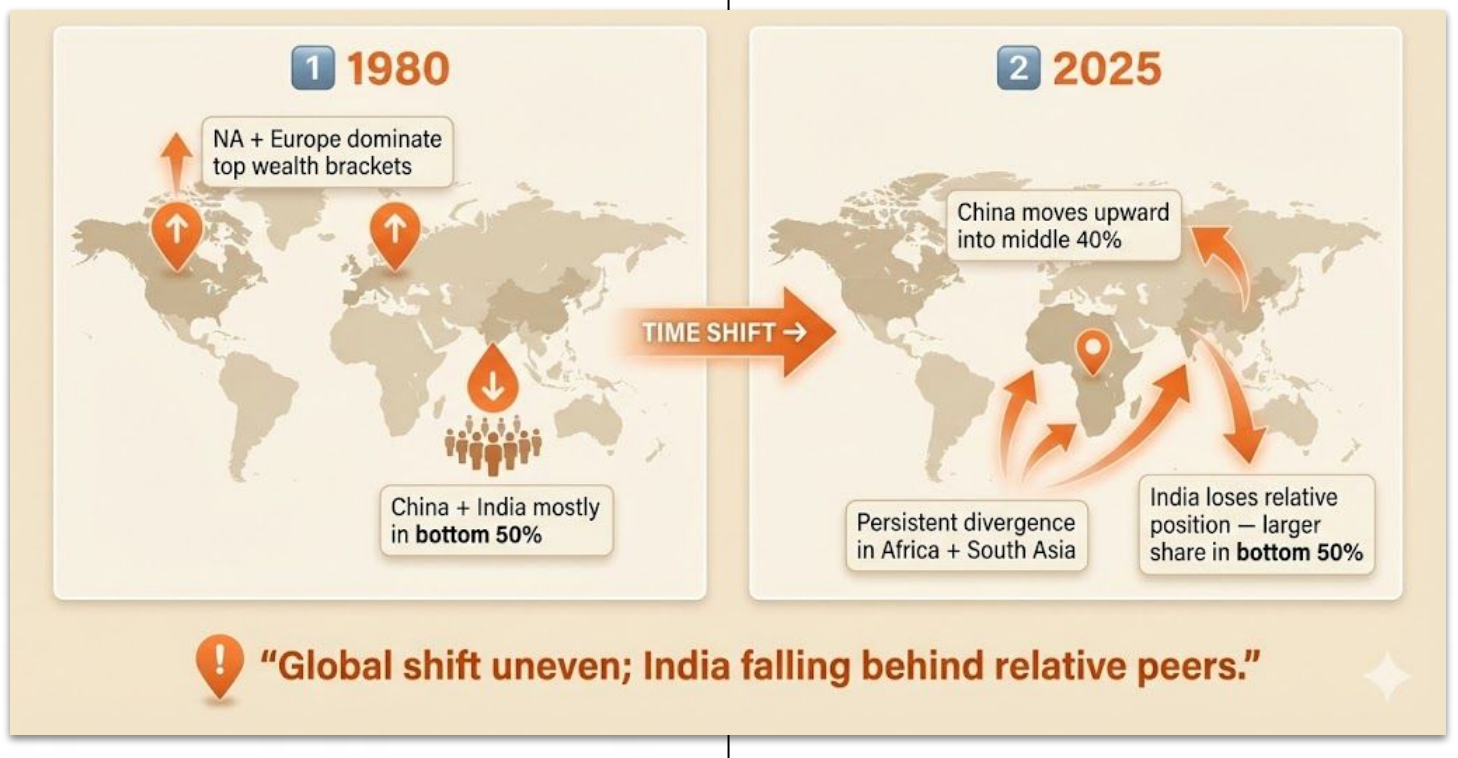 1 1980
NA + Europe dominate
top wealth brackets
China + India mostly
in bottom 50%
TIME SHIFT →
2 2025
China moves upward
into middle 40%
Persistent divergence
in Africa + South Asia
India loses relative
position — larger
share in bottom 50%
“Global shift uneven; India falling behind relative peers.”